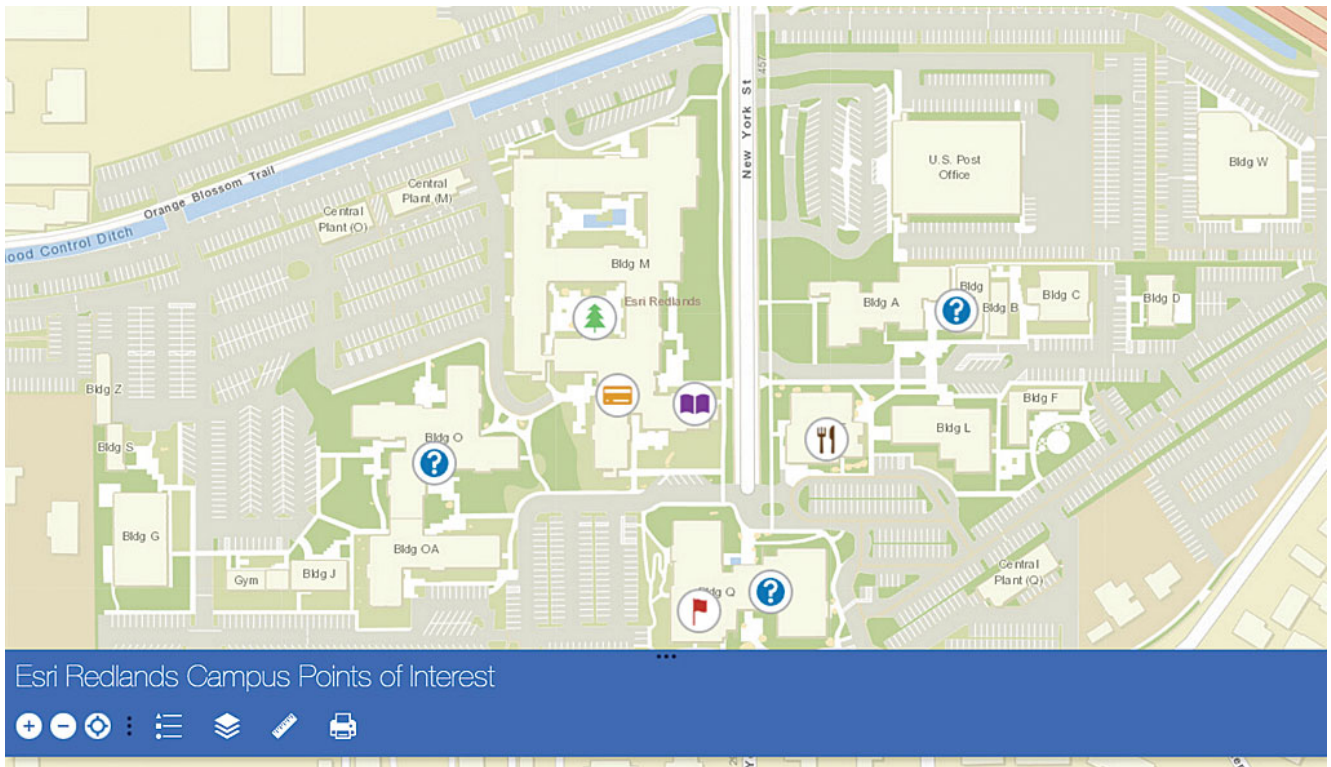 457
New York St
Orange Blossom Trail
ood Control Ditch
Central
Plant (M)
Central
Plant (O)
U.S. Post
Office
Bldg W
Bldg M
Esri Redlands
Bldg A
Bldg
Bldg B
Bldg C
Bldg D
Bldg Z
Bldg F
Bldg S
Bldg O
Bldg L
Bldg G
Bldg OA
Gym
Bldg J
Central
Plant (Q)
Bldg Q
Esri Redlands Campus Points of Interest